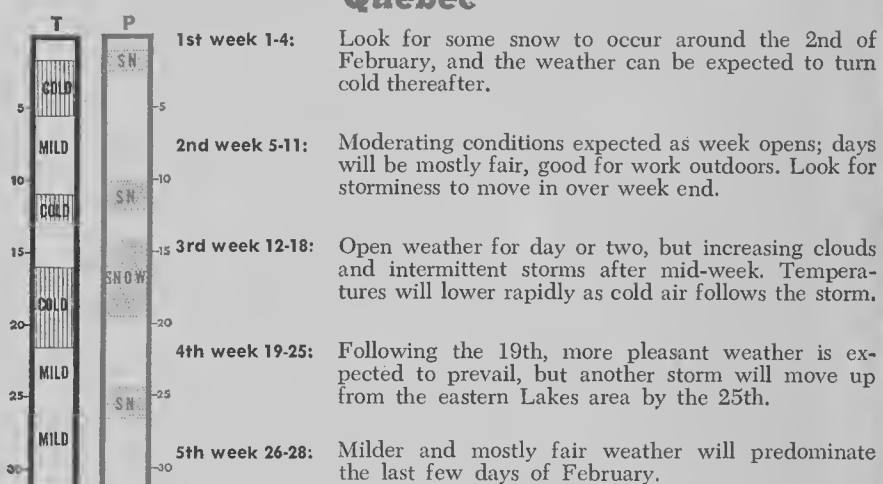 Quebec
T
P
SN
COLD
5
MILD
10
COLD
15
COLD
20
MILD
25
MILD
30
-5
-10
SN
-15
SNOW
-20
-25
SN
-30
1st week 1-4: Look for some snow to occur around the 2nd of
February, and the weather can be expected to turn
cold thereafter.
2nd week 5-11: Moderating conditions expected as week opens; days
will be mostly fair, good for work outdoors. Look for
storminess to move in over week end.
3rd week 12-18: Open weather for day or two, but increasing clouds
and intermittent storms after mid-week. Tempera-
tures will lower rapidly as cold air follows the storm.
4th week 19-25: Following the 19th, more pleasant weather is ex-
pected to prevail, but another storm will move up
from the eastern Lakes area by the 25th.
5th week 26-28: Milder and mostly fair weather will predominate
the last few days of February.